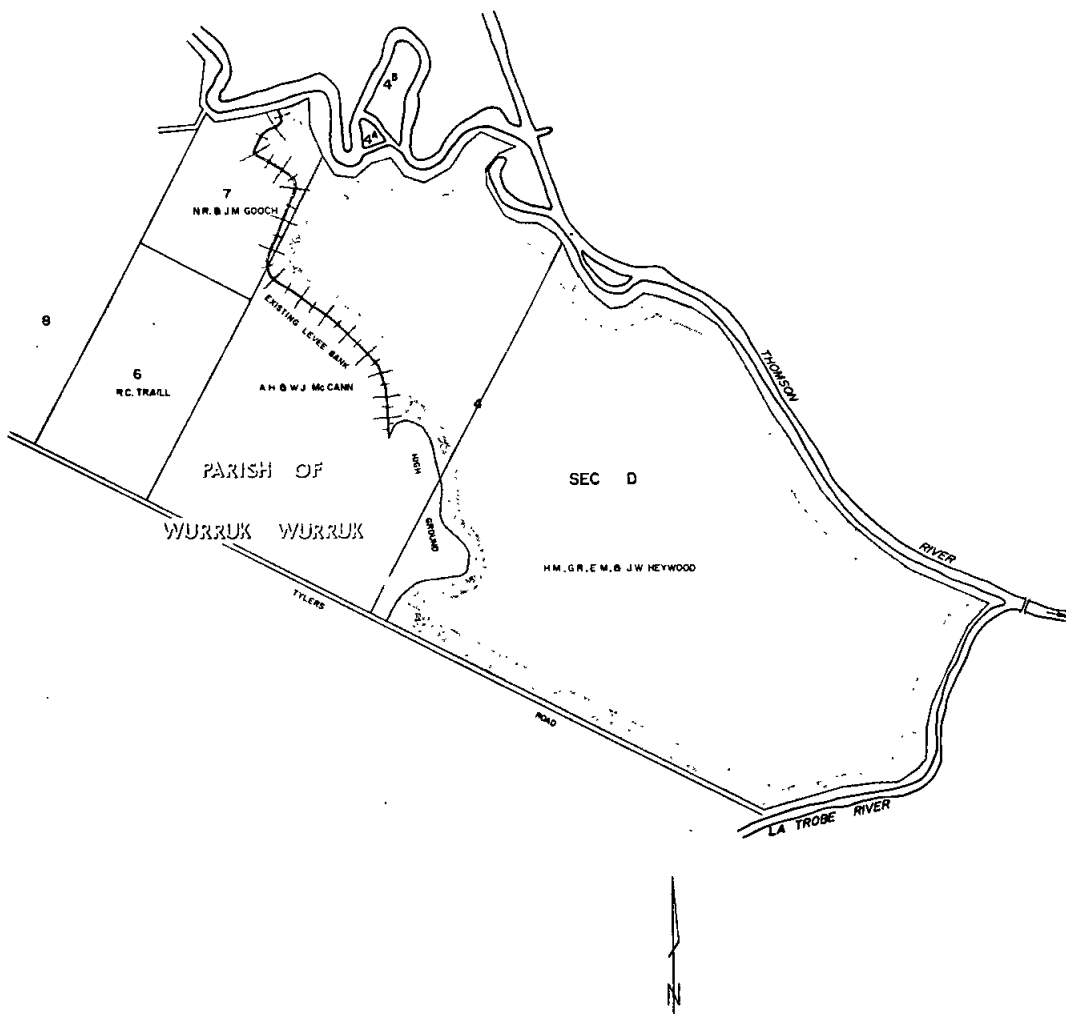 4B
4A
7
N.R. & J.M GOOCH
THOMSON
RIVER
8
6
R.C. TRAILL
EXISTING LEVEE BANK
A H & W J McCANN
4
HIGH
GROUND
SEC D
PARISH OF
WURRUK WURRUK
H M , G R , E M , & J W HEYWOOD
TYLERS
ROAD
LA TROBE RIVER
N